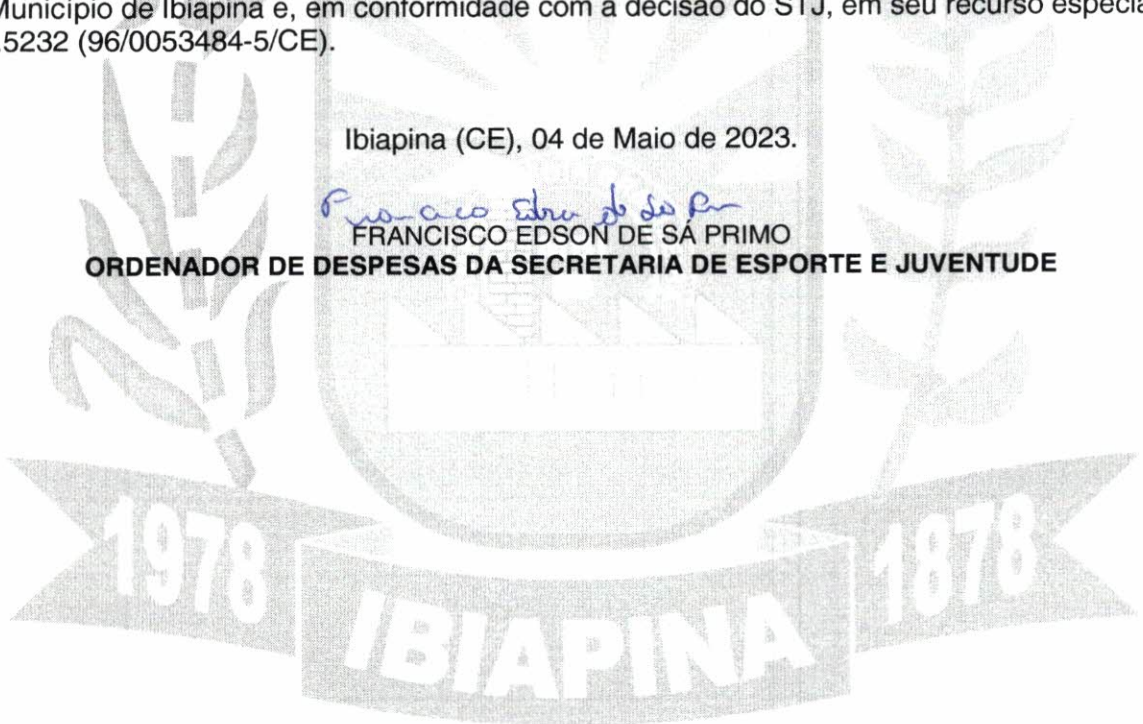 Município de Ibiapina e, em conformidade com a decisão do STJ, em seu recurso especia
5232 (96/0053484-5/CE).
Ibiapina (CE), 04 de Maio de 2023.
FRANCISCO EDSON DE SÁ PRIMO
ORDENADOR DE DESPESAS DA SECRETARIA DE ESPORTE E JUVENTUDE
1978
IBIAPINA
1878